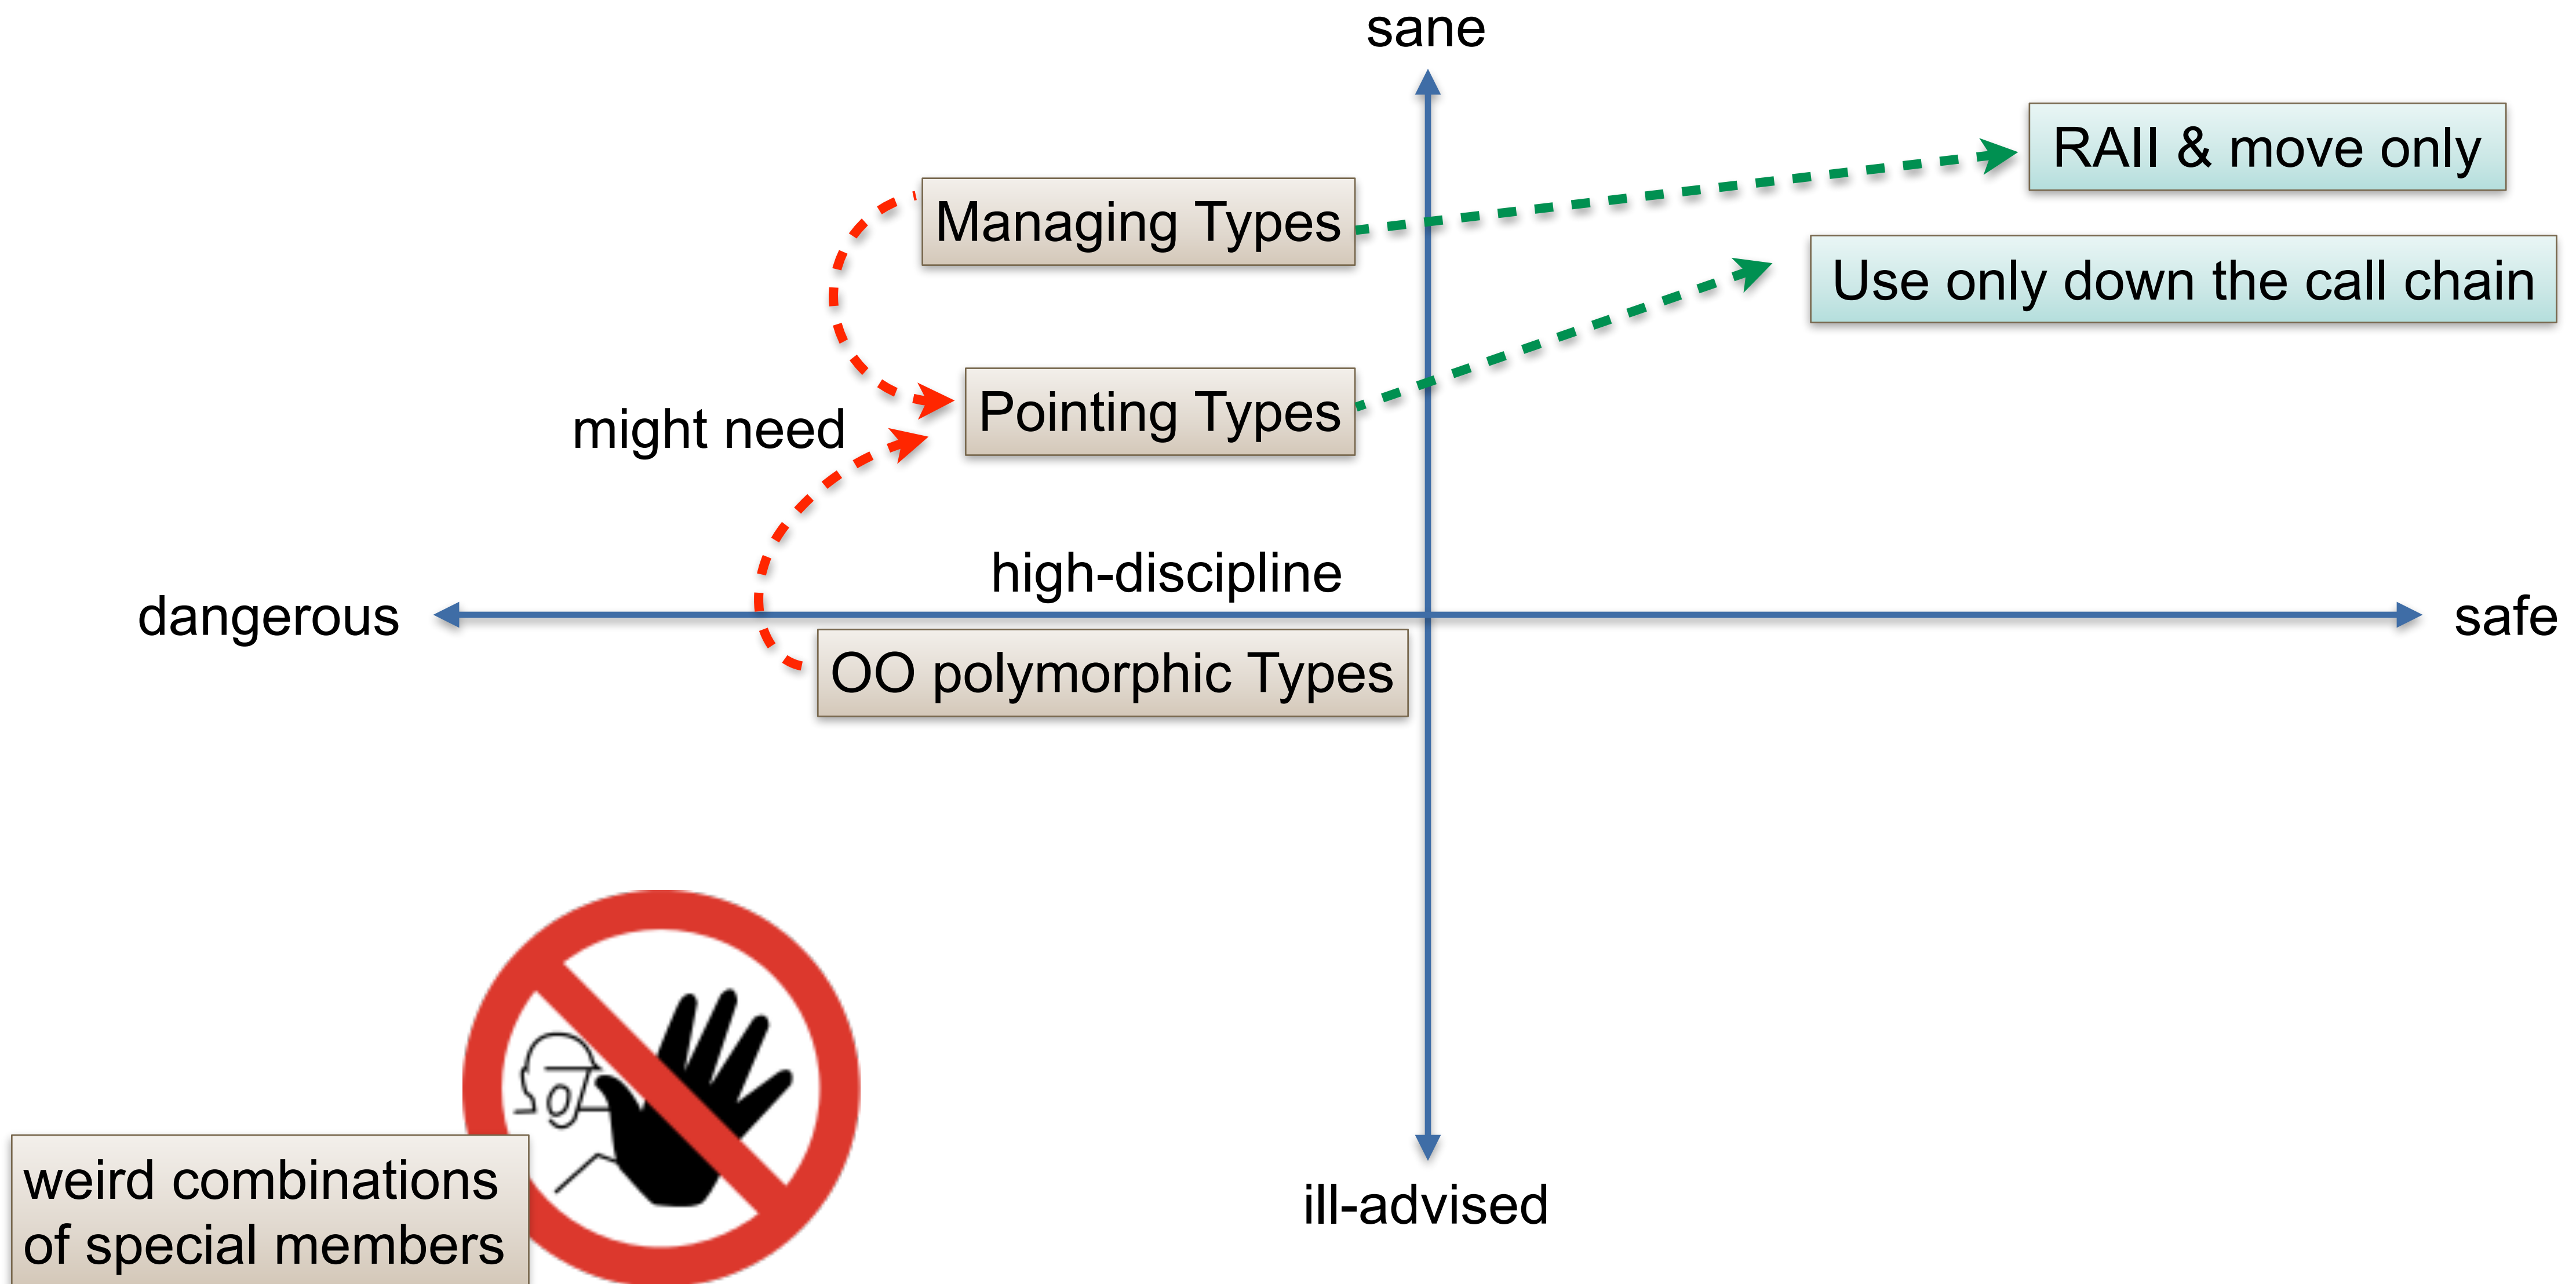 sane
RAII & move only
Managing Types
Use only down the call chain
Pointing Types
might need
high-discipline
dangerous
safe
OO polymorphic Types
weird combinations
of special members
ill-advised